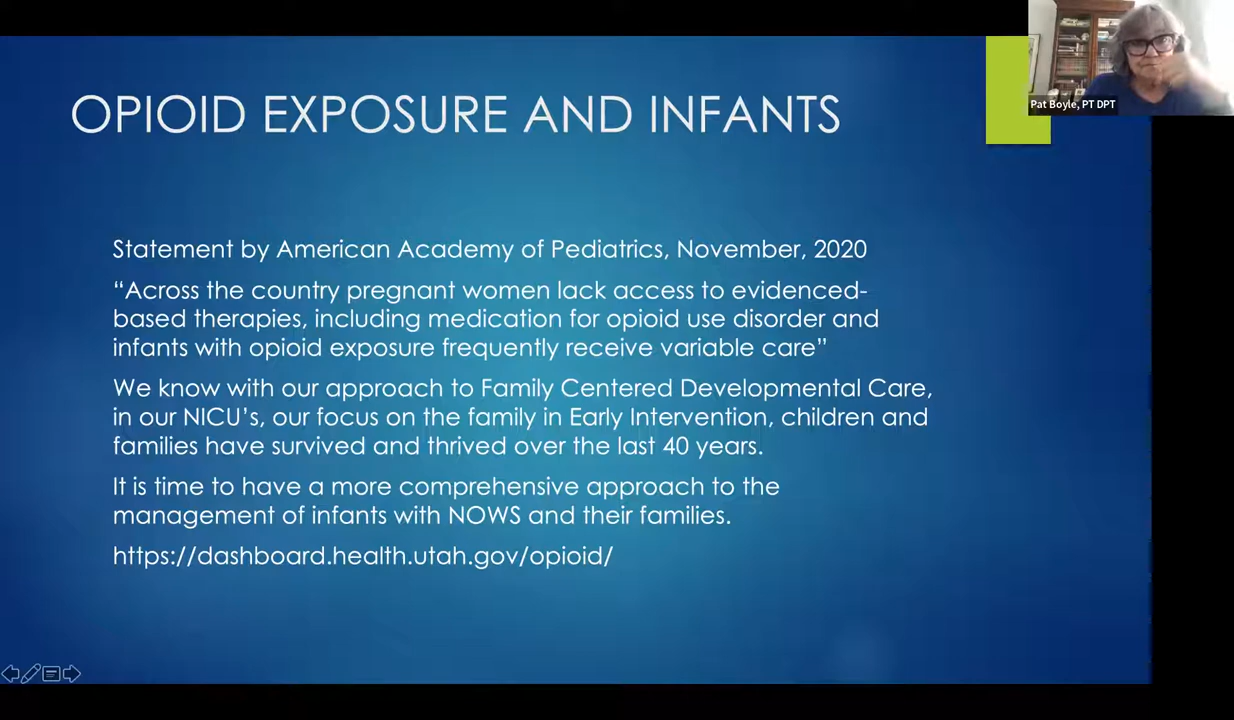 OPIOID EXPOSURE AND INFANTS
Pat Boyle, PT DPT
Statement by American Academy of Pediatrics, November, 2020
“Across the country pregnant women lack access to evidenced-
based therapies, including medication for opioid use disorder and
infants with opioid exposure frequently receive variable care”
We know with our approach to Family Centered Developmental Care,
in our NICU’s, our focus on the family in Early Intervention, children and
families have survived and thrived over the last 40 years.
It is time to have a more comprehensive approach to the
management of infants with NOWS and their families.
https://dashboard.health.utah.gov/opioid/